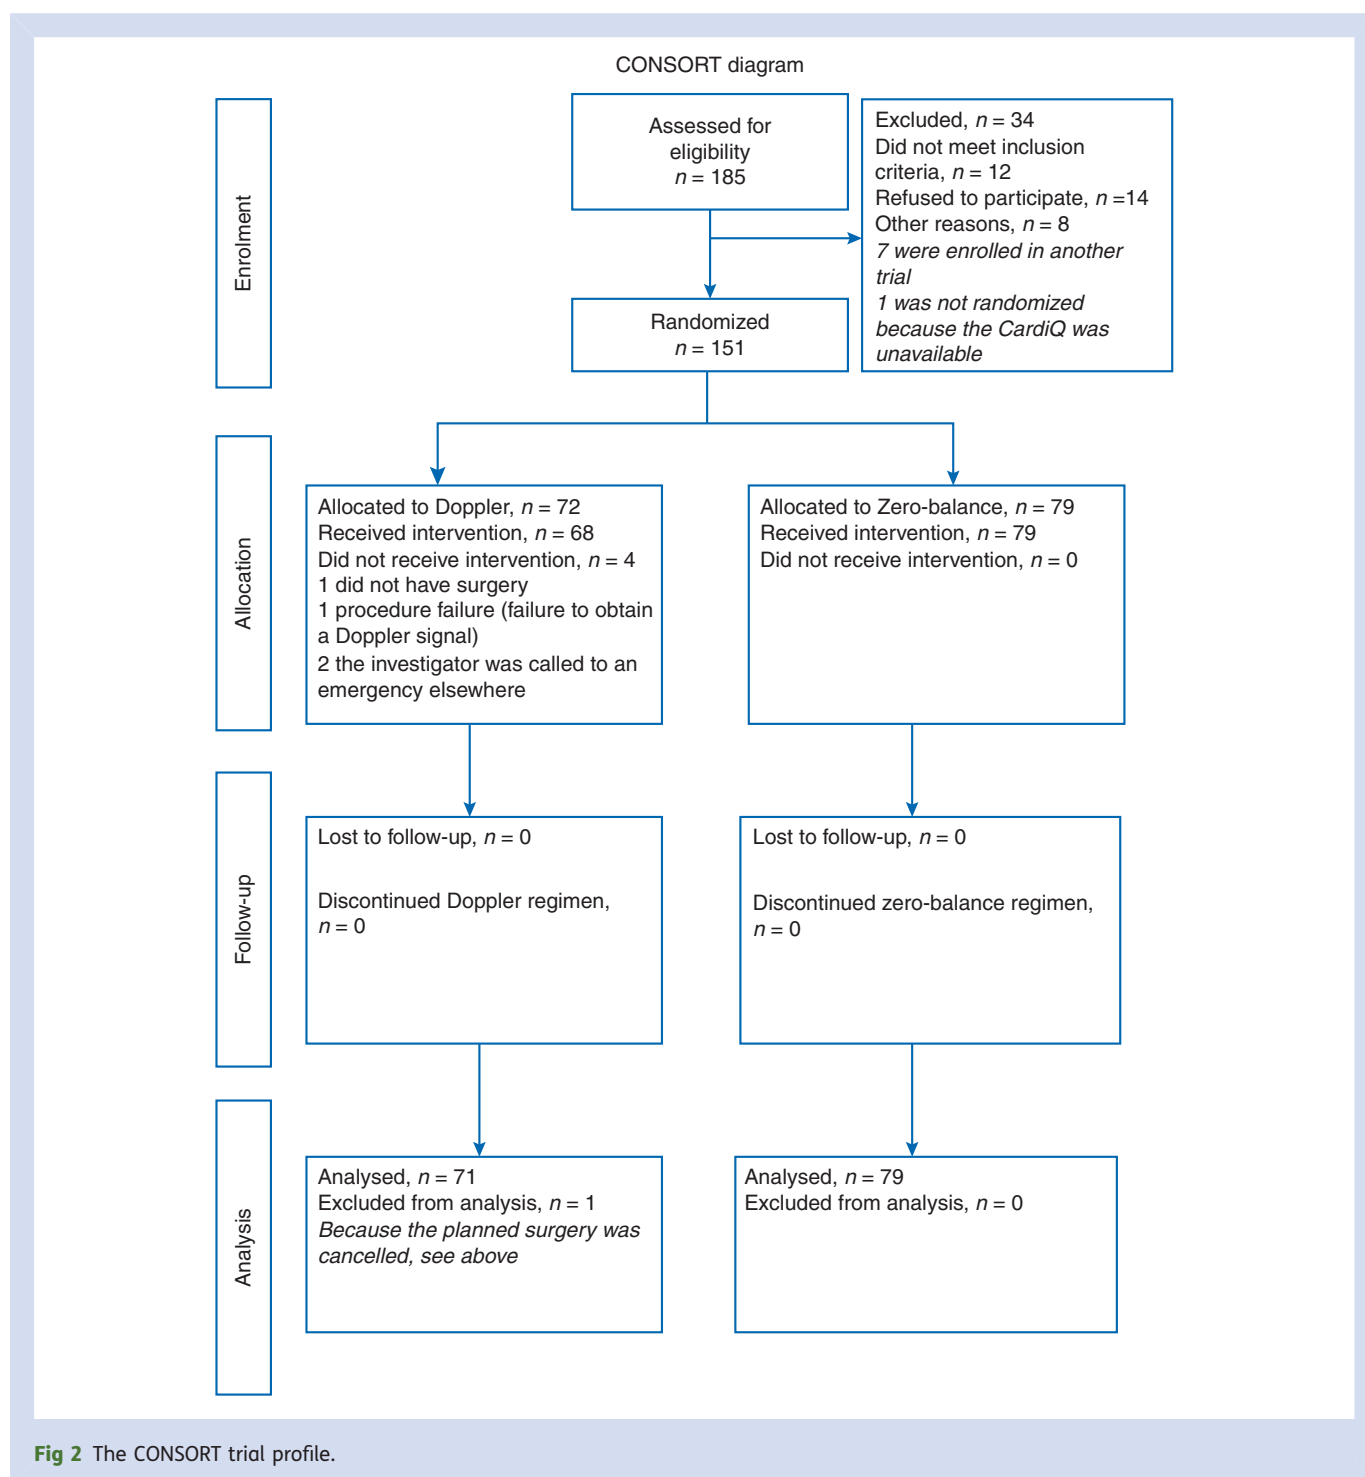 CONSORT diagram
Enrolment
Assessed for
eligibility
n = 185
Excluded, n = 34
Did not meet inclusion
criteria, n = 12
Refused to participate, n =14
Other reasons, n = 8
7 were enrolled in another
trial
1 was not randomized
because the CardiQ was
unavailable
Randomized
n = 151
Allocation
Allocated to Doppler, n = 72
Received intervention, n = 68
Did not receive intervention, n = 4
1 did not have surgery
1 procedure failure (failure to obtain
a Doppler signal)
2 the investigator was called to an
emergency elsewhere
Allocated to Zero-balance, n = 79
Received intervention, n = 79
Did not receive intervention, n = 0
Follow-up
Lost to follow-up, n = 0
Discontinued Doppler regimen,
n = 0
Lost to follow-up, n = 0
Discontinued zero-balance regimen,
n = 0
Analysis
Analysed, n = 71
Excluded from analysis, n = 1
Because the planned surgery was
cancelled, see above
Analysed, n = 79
Excluded from analysis, n = 0
Fig 2 The CONSORT trial profile.